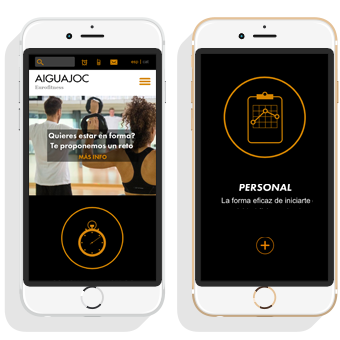 esp | cat
AIGUAJOC
Eurofitness
Quieres estar en forma?
Te proponemos un reto
MÁS INFO
PERSONAL
La forma eficaz de iniciarte